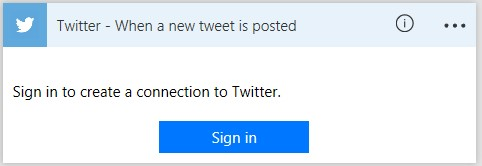 Twitter - When a new tweet is posted
Sign in to create a connection to Twitter.
Sign in